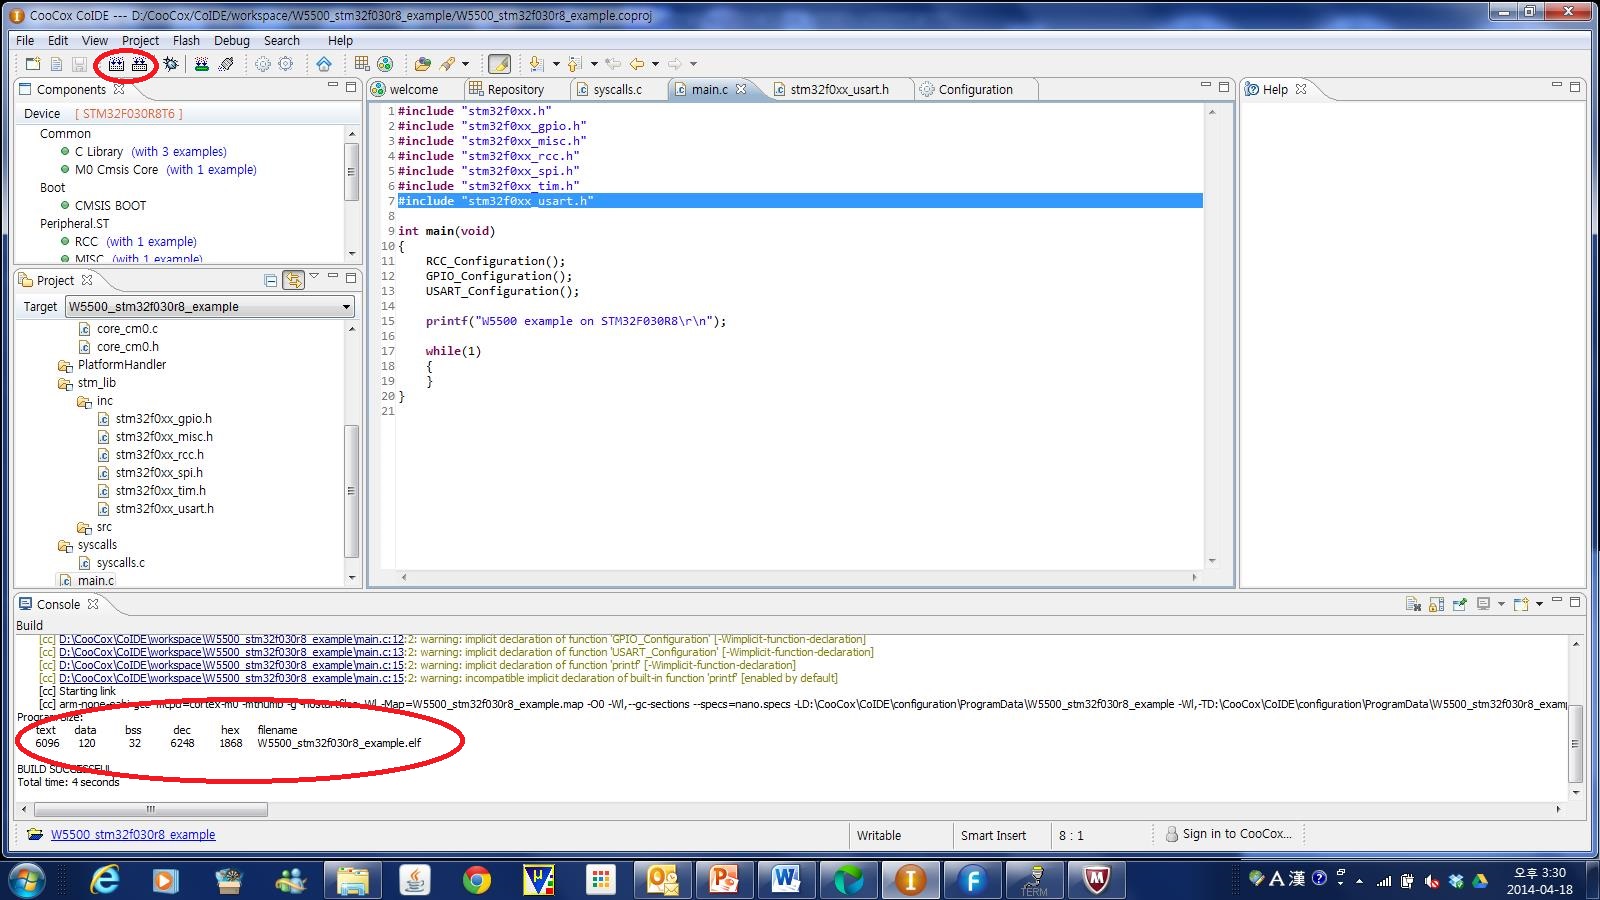 CooCox CoIDE --- D:/CooCox/CoIDE/workspace/W5500_stm32f030r8_example/W5500_stm32f030r8_example.coproj
File Edit View Project Flash Debug Search Help
Components
Device [ STM32F030R8T6 ]
Common
C Library (with 3 examples)
M0 Cmsis Core (with 1 example)
Boot
CMSIS BOOT
Peripheral.ST
RCC (with 1 example)
MISC (with 1 example)
Project
Target W5500_stm32f030r8_example
core_cm0.c
core_cm0.h
PlatformHandler
stm_lib
inc
stm32f0xx_gpio.h
stm32f0xx_misc.h
stm32f0xx_rcc.h
stm32f0xx_spi.h
stm32f0xx_tim.h
stm32f0xx_usart.h
src
syscalls
syscalls.c
main.c
welcome Repository syscalls.c main.c stm32f0xx_usart.h Configuration
1 #include "stm32f0xx.h"
2 #include "stm32f0xx_gpio.h"
3 #include "stm32f0xx_misc.h"
4 #include "stm32f0xx_rcc.h"
5 #include "stm32f0xx_spi.h"
6 #include "stm32f0xx_tim.h"
7 #include "stm32f0xx_usart.h"
8
9 int main(void)
10 {
11 RCC_Configuration();
12 GPIO_Configuration();
13 USART_Configuration();
14
15 printf("W5500 example on STM32F030R8\r\n");
16
17 while(1)
18 {
19 }
20 }
21
Help
Console
Build
[cc] D:\CooCox\CoIDE\workspace\W5500_stm32f030r8_example\main.c:12:2: warning: implicit declaration of function 'GPIO_Configuration' [-Wimplicit-function-declaration]
[cc] D:\CooCox\CoIDE\workspace\W5500_stm32f030r8_example\main.c:13:2: warning: implicit declaration of function 'USART_Configuration' [-Wimplicit-function-declaration]
[cc] D:\CooCox\CoIDE\workspace\W5500_stm32f030r8_example\main.c:15:2: warning: implicit declaration of function 'printf' [-Wimplicit-function-declaration]
[cc] D:\CooCox\CoIDE\workspace\W5500_stm32f030r8_example\main.c:15:2: warning: incompatible implicit declaration of built-in function 'printf' [enabled by default]
[cc] Starting link
[cc] arm-none-eabi-gcc -mcpu=cortex-m0 -mthumb -g -nostartfiles -Wl,-Map=W5500_stm32f030r8_example.map -O0 -Wl,--gc-sections --specs=nano.specs -LD:\CooCox\CoIDE\configuration\ProgramData\W5500_stm32f030r8_example -Wl,-TD:\CooCox\CoIDE\configuration\ProgramData\W5500_stm32f030r8_examp
Program Size:
text data bss dec hex filename
6096 120 32 6248 1868 W5500_stm32f030r8_example.elf
BUILD SUCCESSFUL
Total time: 4 seconds
W5500_stm32f030r8_example Writable Smart Insert 8 : 1 Sign in to CooCox...
TERM
A 漢
오후 3:30
2014-04-18